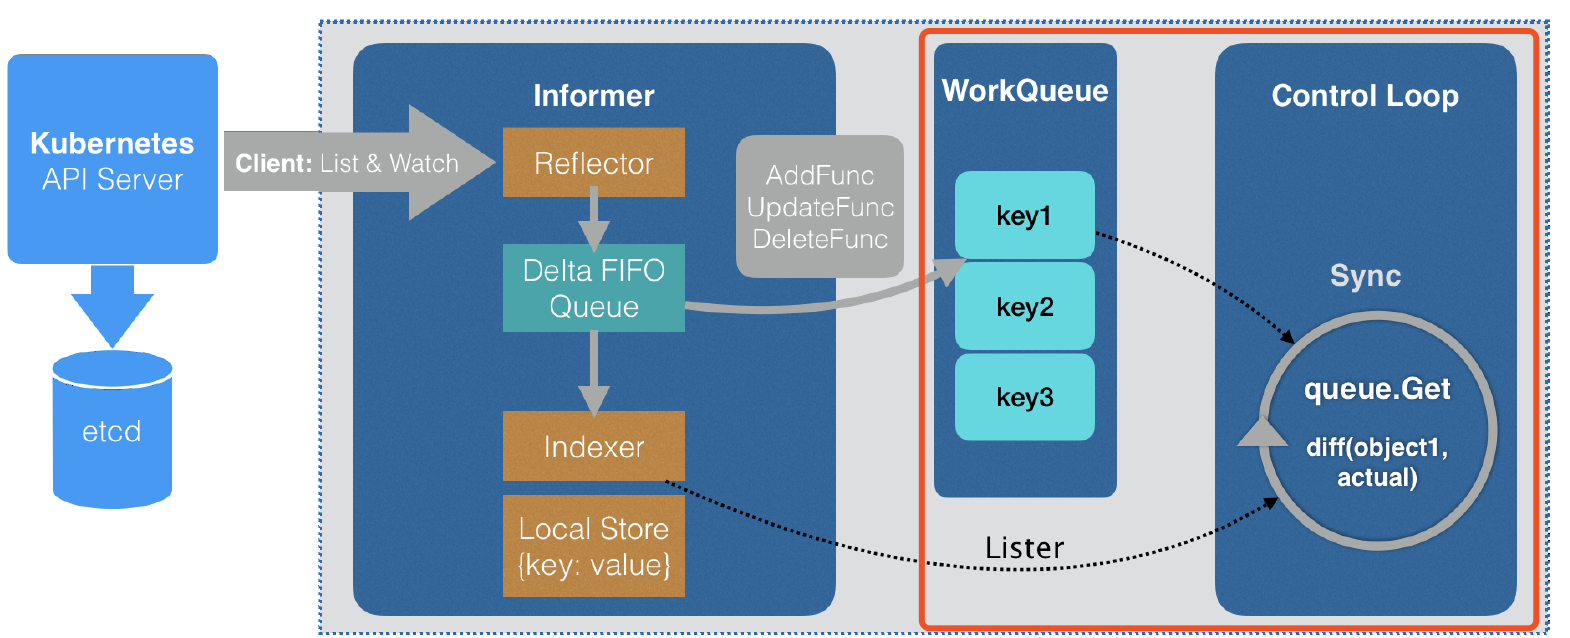 Kubernetes
API Server
etcd
Client: List & Watch
Informer
Reflector
Delta FIFO
Queue
Indexer
Local Store
{key: value}
AddFunc
UpdateFunc
DeleteFunc
WorkQueue
key1
key2
key3
Lister
Control Loop
Sync
queue.Get
diff(object1,
actual)